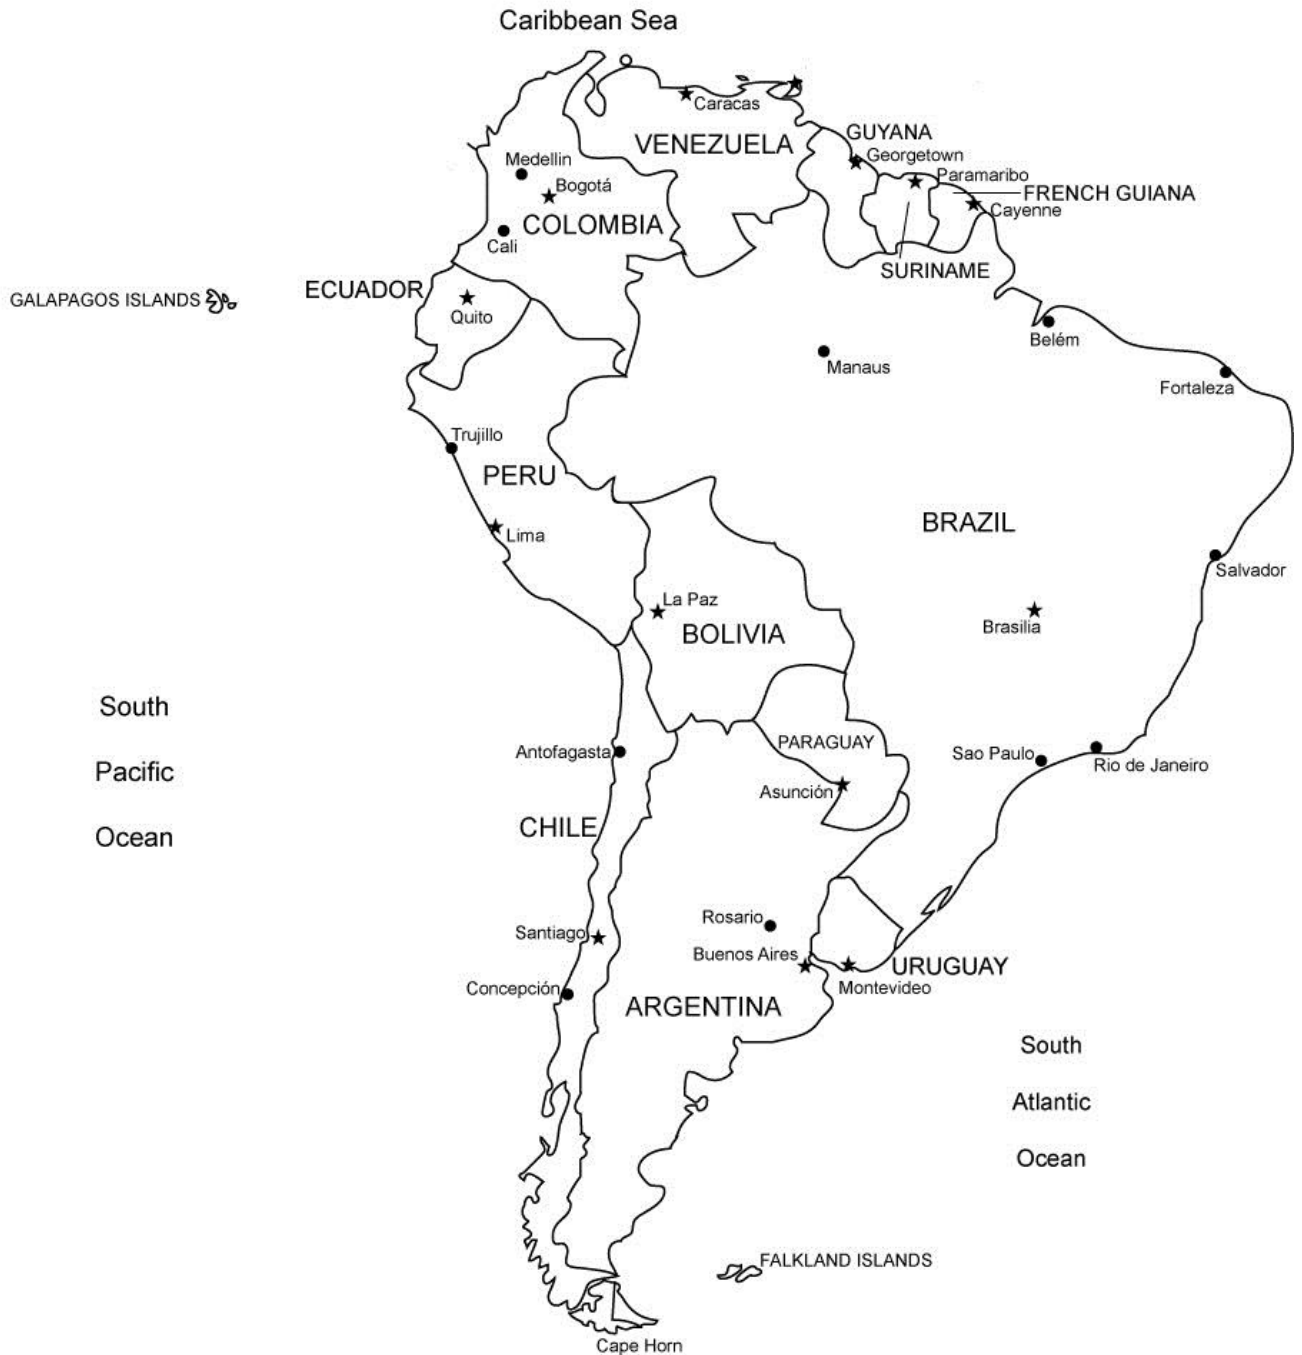 Caribbean Sea
Caracas
VENEZUELA
GUYANA
Georgetown
Medellin
Paramaribo
Bogotá
FRENCH GUIANA
Cayenne
COLOMBIA
Cali
SURINAME
ECUADOR
GALAPAGOS ISLANDS
Quito
Belém
Manaus
Fortaleza
Trujillo
PERU
BRAZIL
Lima
Salvador
La Paz
Brasilia
BOLIVIA
South
Pacific
Ocean
PARAGUAY
Antofagasta
Sao Paulo
Rio de Janeiro
Asunción
CHILE
Rosario
Santiago
Buenos Aires
URUGUAY
Concepción
Montevideo
ARGENTINA
South
Atlantic
Ocean
FALKLAND ISLANDS
Cape Horn